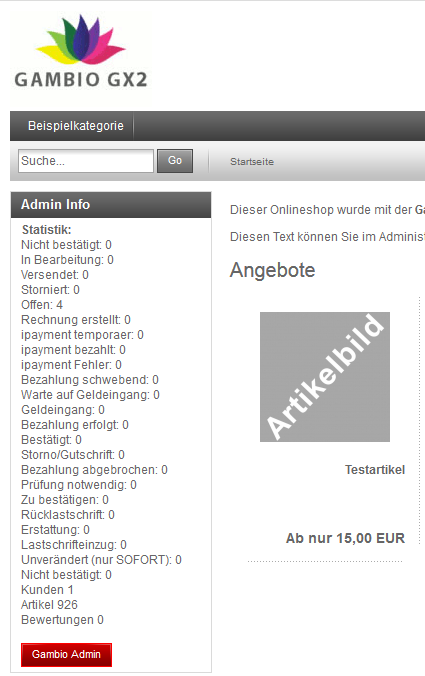 GAMBIO GX2
Beispielkategorie
Suche...
Go
Startseite
Admin Info
Statistik:
Nicht bestätigt: 0
In Bearbeitung: 0
Versendet: 0
Storniert: 0
Offen: 4
Rechnung erstellt: 0
ipayment temporaer: 0
ipayment bezahlt: 0
ipayment Fehler: 0
Bezahlung schwebend: 0
Warte auf Geldeingang: 0
Geldeingang: 0
Bezahlung erfolgt: 0
Bestätigt: 0
Storno/Gutschrift: 0
Bezahlung abgebrochen: 0
Prüfung notwendig: 0
Zu bestätigen: 0
Rücklastschrift: 0
Erstattung: 0
Lastschrifteinzug: 0
Unverändert (nur SOFORT): 0
Nicht bestätigt: 0
Kunden 1
Artikel 926
Bewertungen 0
Gambio Admin
Dieser Onlineshop wurde mit der Ga
Diesen Text können Sie im Administ
Angebote
Artikelbild
Testartikel
Ab nur 15,00 EUR